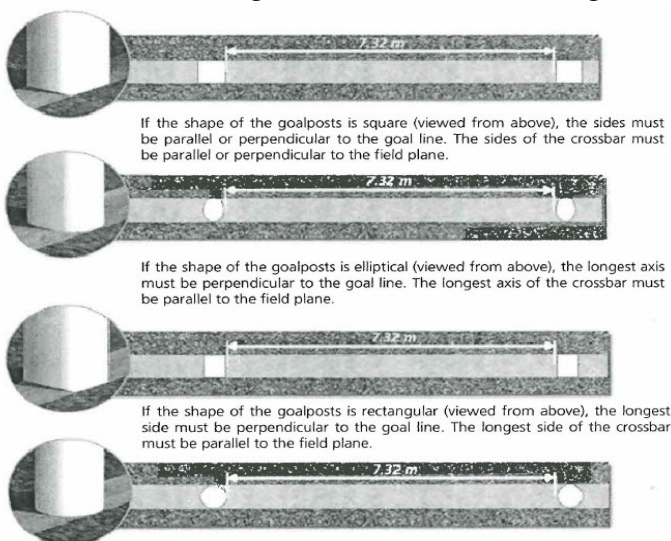 7.32 m
If the shape of the goalposts is square (viewed from above), the sides must
be parallel or perpendicular to the goal line. The sides of the crossbar must
be parallel or perpendicular to the field plane.
7.32 m
If the shape of the goalposts is elliptical (viewed from above), the longest axis
must be perpendicular to the goal line. The longest axis of the crossbar must
be parallel to the field plane.
7.32 m
If the shape of the goalposts is rectangular (viewed from above), the longest
side must be perpendicular to the goal line. The longest side of the crossbar
must be parallel to the field plane.
7.32 m